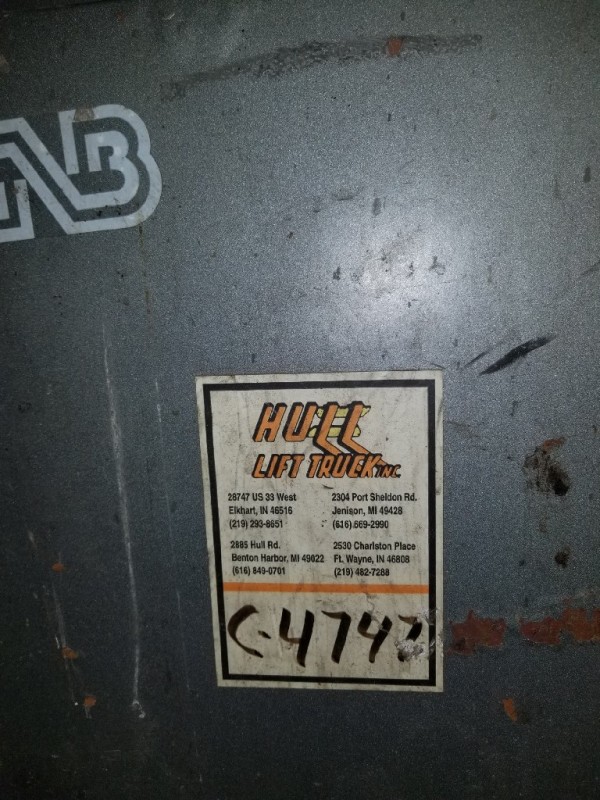 NB
HULL
LIFT TRUCK INC.
28747 US 33 West
Elkhart, IN 46516
(219) 293-8651
2304 Port Sheldon Rd.
Jenison, MI 49428
(616) 669-2990
2885 Hull Rd.
Benton Harbor, MI 49022
(616) 849-0701
2530 Charlston Place
Ft. Wayne, IN 46808
(219) 482-7288
C-4747